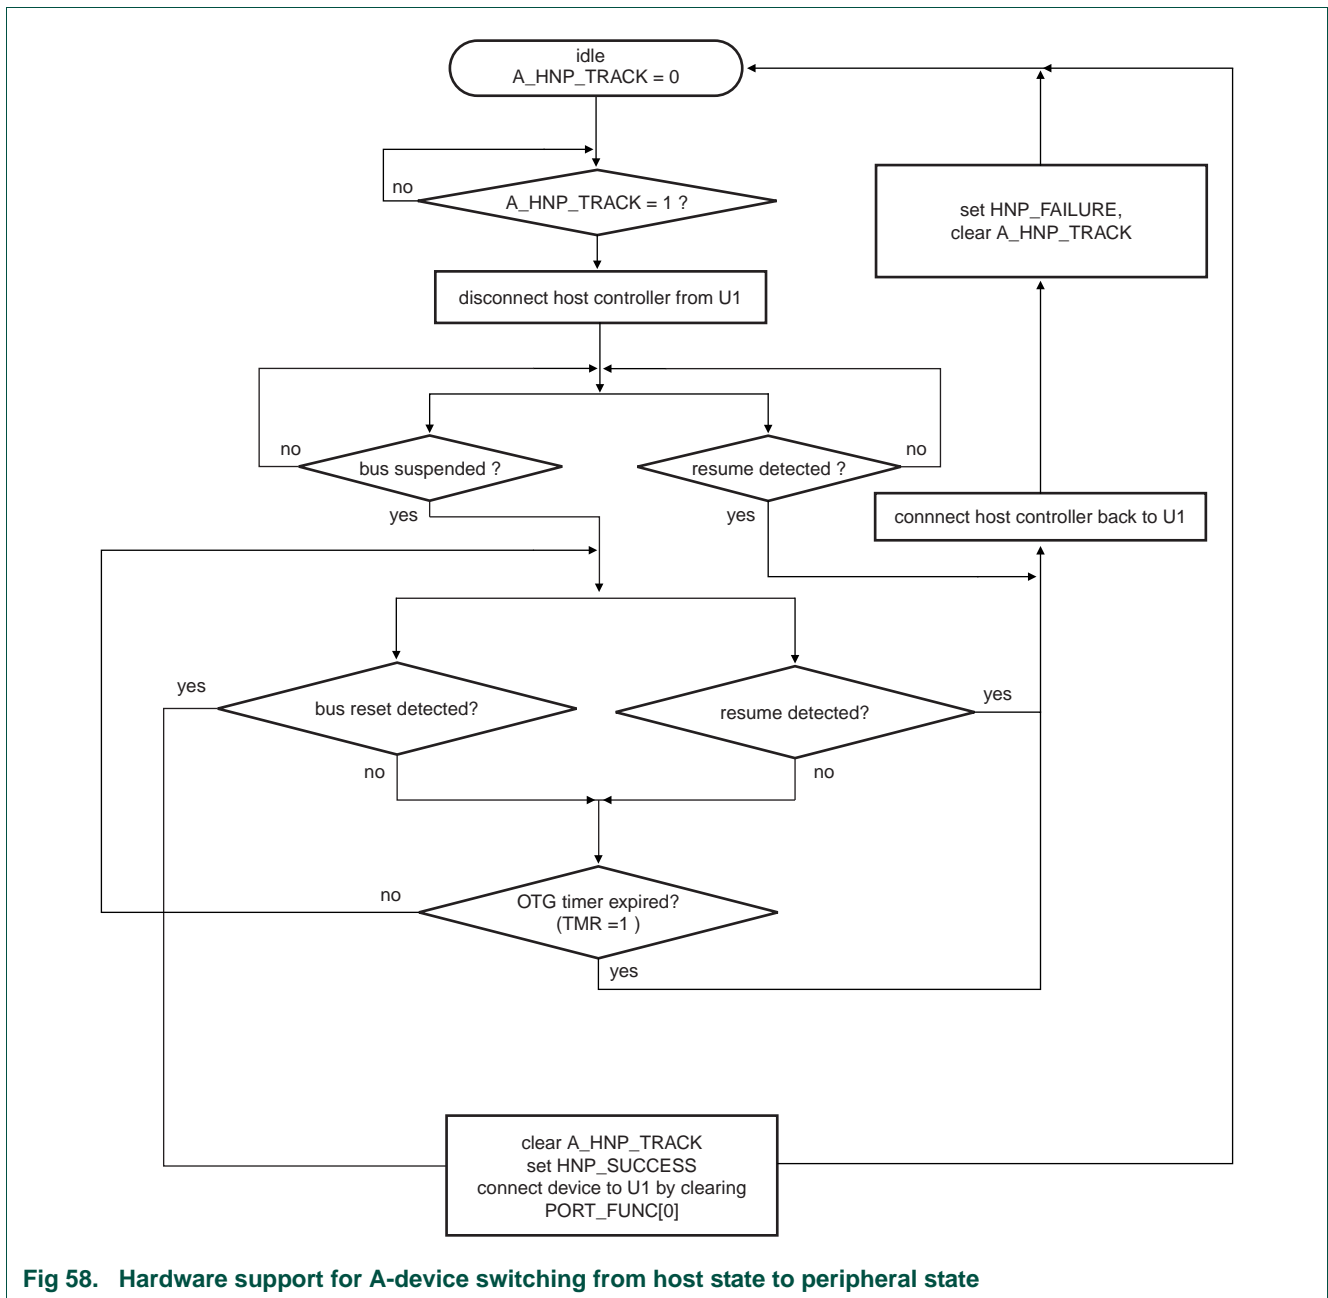 idle
A_HNP_TRACK = 0
no
A_HNP_TRACK = 1 ?
set HNP_FAILURE,
clear A_HNP_TRACK
disconnect host controller from U1
no
bus suspended ?
resume detected ?
no
yes
yes
connnect host controller back to U1
yes
bus reset detected?
resume detected?
yes
no
no
no
OTG timer expired?
(TMR =1 )
yes
clear A_HNP_TRACK
set HNP_SUCCESS
connect device to U1 by clearing
PORT_FUNC[0]
Fig 58. Hardware support for A-device switching from host state to peripheral state